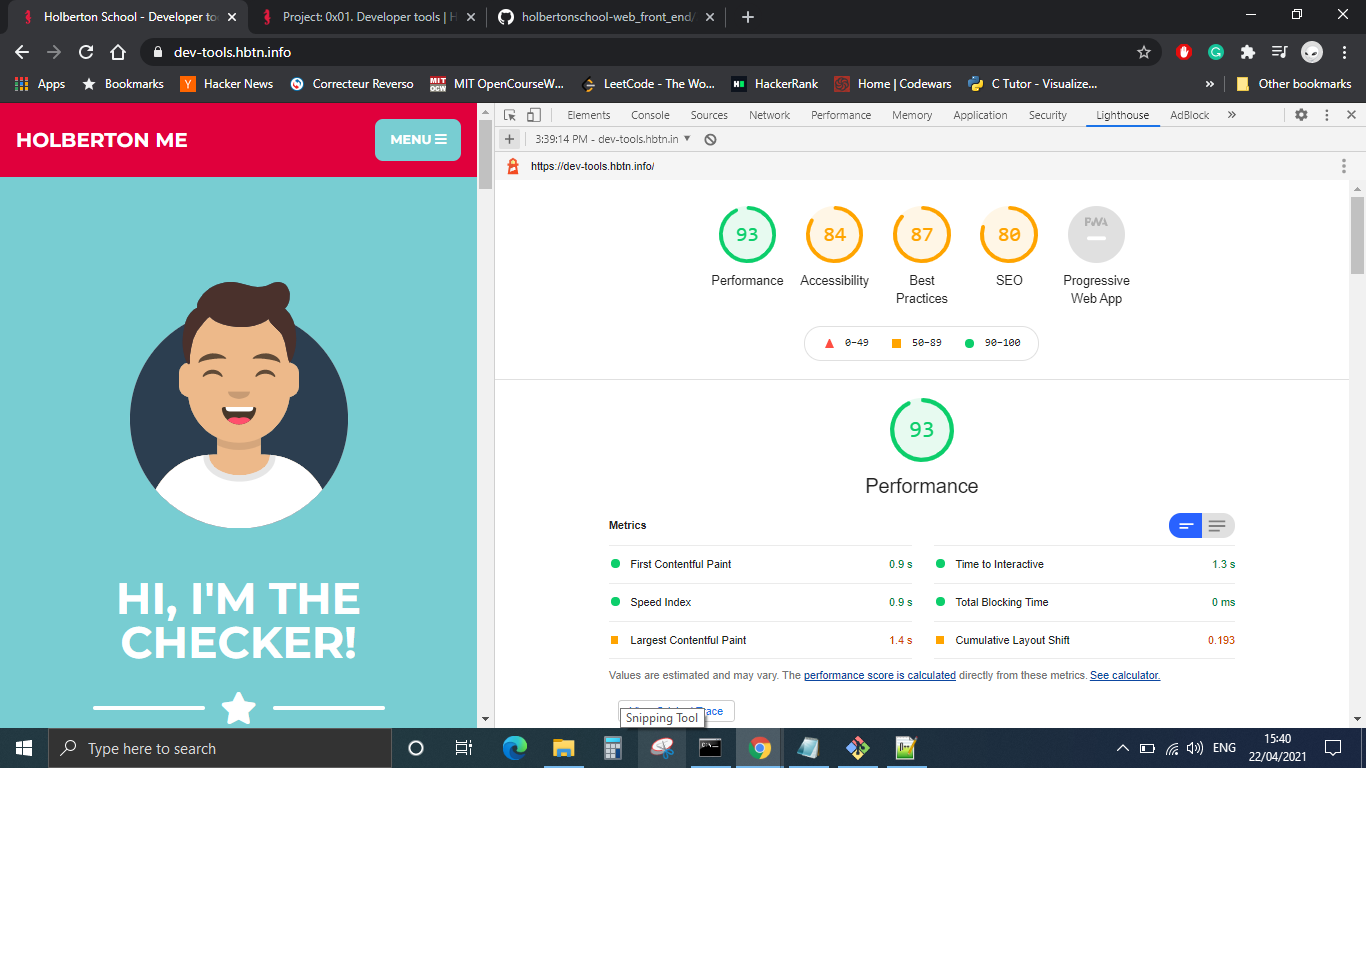 Holberton School - Developer to
Project: 0x01. Developer tools | H
holbertonschool-web_front_end/
dev-tools.hbtn.info
Apps
Bookmarks
Hacker News
Correcteur Reverso
MIT OpenCourseW...
LeetCode - The Wo...
HackerRank
Home | Codewars
C Tutor - Visualize...
»
Other bookmarks
HOLBERTON ME
MENU
HI, I'M THE
CHECKER!
Elements
Console
Sources
Network
Performance
Memory
Application
Security
Lighthouse
AdBlock
»
3:39:14 PM - dev-tools.hbtn.in
https://dev-tools.hbtn.info/
93
84
87
80
PWA
Performance
Accessibility
Best
Practices
SEO
Progressive
Web App
0–49
50–89
90–100
93
Performance
Metrics
First Contentful Paint
0.9 s
Time to Interactive
1.3 s
Speed Index
0.9 s
Total Blocking Time
0 ms
Largest Contentful Paint
1.4 s
Cumulative Layout Shift
0.193
Values are estimated and may vary. The performance score is calculated directly from these metrics. See calculator.
Trace
Snipping Tool
Type here to search
ENG
15:40
22/04/2021